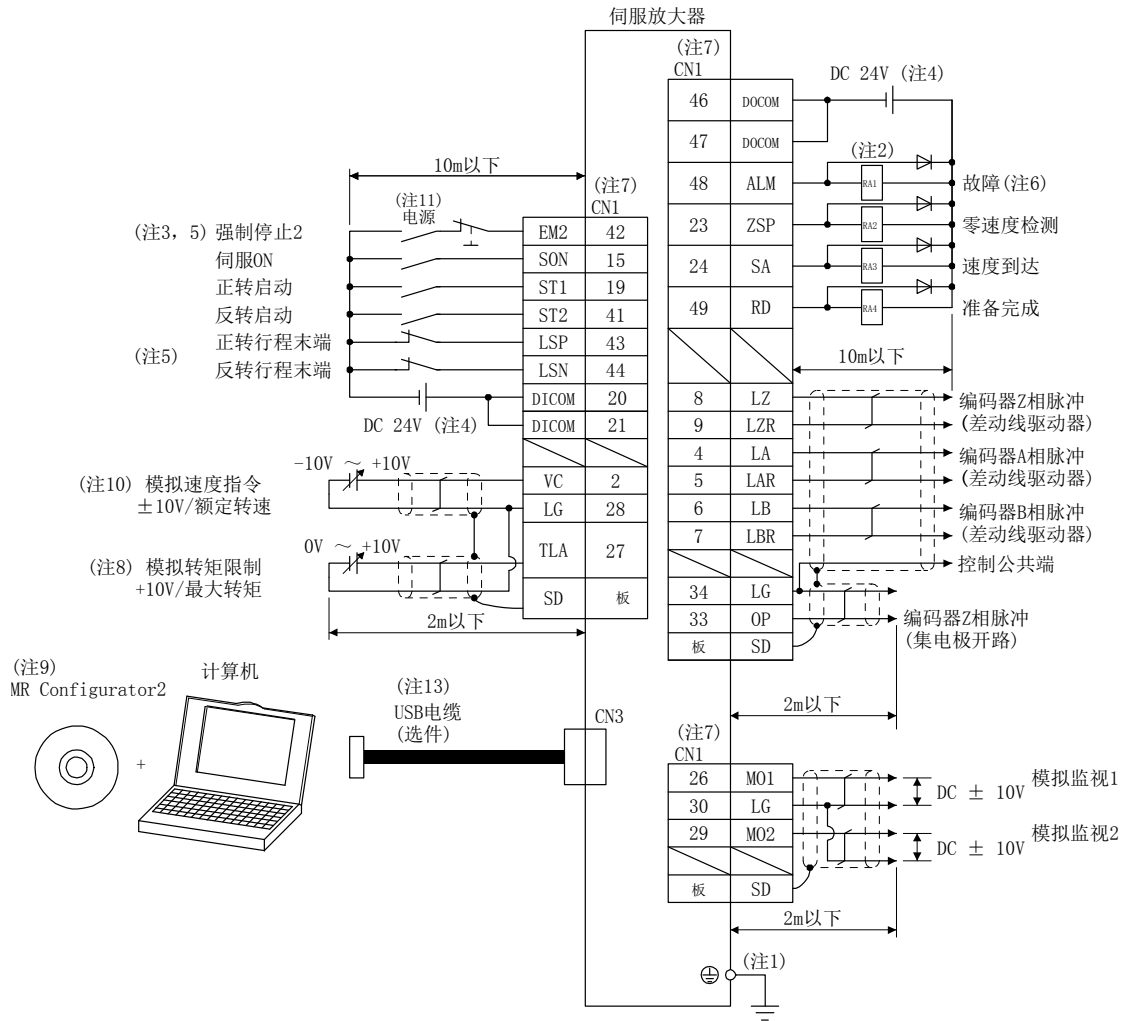 伺服放大器
(注7)
CN1
DC 24V (注4)
46 DOCOM
47 DOCOM
(注2)
48 ALM RA1 故障(注6)
23 ZSP RA2 零速度检测
24 SA RA3 速度到达
49 RD RA4 准备完成
10m以下
8 LZ 编码器Z相脉冲
9 LZR (差动线驱动器)
4 LA 编码器A相脉冲
5 LAR (差动线驱动器)
6 LB 编码器B相脉冲
7 LBR (差动线驱动器)
控制公共端
34 LG
33 OP 编码器Z相脉冲
(集电极开路)
板 SD
2m以下
10m以下
(注7)
CN1
(注11)
电源
(注3，5) 强制停止2 EM2 42
伺服ON SON 15
正转启动 ST1 19
反转启动 ST2 41
正转行程末端 LSP 43
(注5)
反转行程末端 LSN 44
DICOM 20
DC 24V (注4) DICOM 21
-10V ～ +10V
(注10) 模拟速度指令 VC 2
±10V/额定转速 LG 28
0V ～ +10V
(注8) 模拟转矩限制 TLA 27
+10V/最大转矩
SD 板
2m以下
(注9)
MR Configurator2
计算机
+
(注13)
USB电缆
(选件)
CN3
(注7)
CN1
26 MO1 模拟监视1
DC ± 10V
30 LG
29 MO2 模拟监视2
DC ± 10V
板 SD
2m以下
(注1)